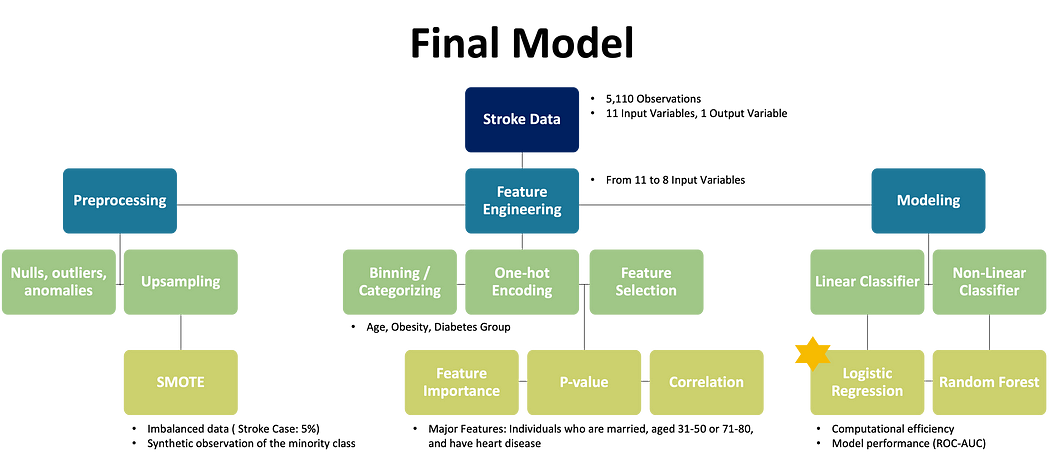 Final Model
Stroke Data
• 5,110 Observations
• 11 Input Variables, 1 Output Variable
Preprocessing
Feature
Engineering
• From 11 to 8 Input Variables
Modeling
Nulls, outliers,
anomalies
Upsampling
Binning /
Categorizing
One-hot
Encoding
Feature
Selection
Linear Classifier
Non-Linear
Classifier
• Age, Obesity, Diabetes Group
SMOTE
Feature
Importance
P-value
Correlation
Logistic
Regression
Random Forest
• Imbalanced data ( Stroke Case: 5%)
• Synthetic observation of the minority class
• Major Features: Individuals who are married, aged 31-50 or 71-80,
and have heart disease
• Computational efficiency
• Model performance (ROC-AUC)